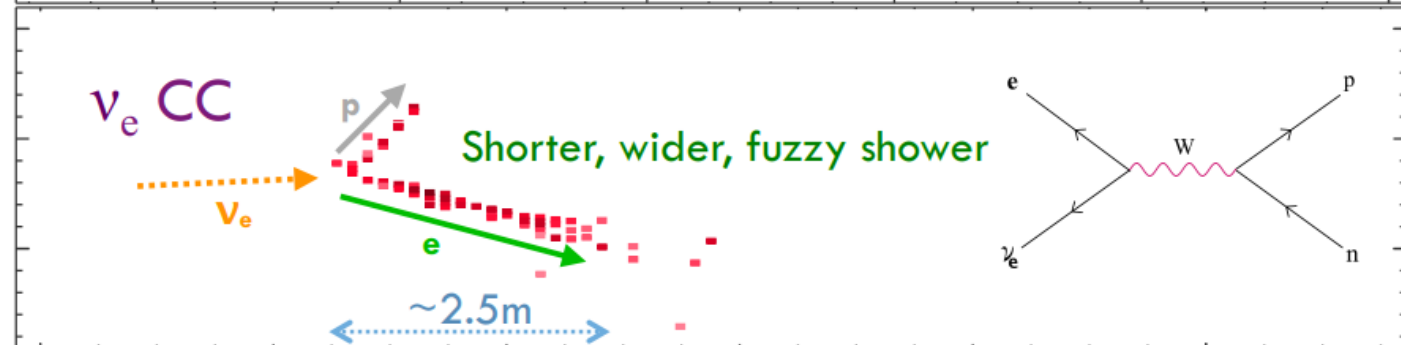 νe CC
p
Shorter, wider, fuzzy shower
νe
e
~2.5m
e
p
W
νe
n